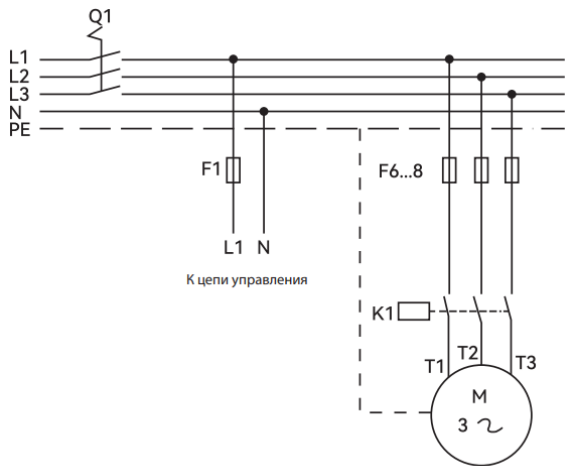 Q1
L1
L2
L3
N
PE
F1
F6...8
L1 N
К цепи управления
K1
T1 T2 T3
M
3